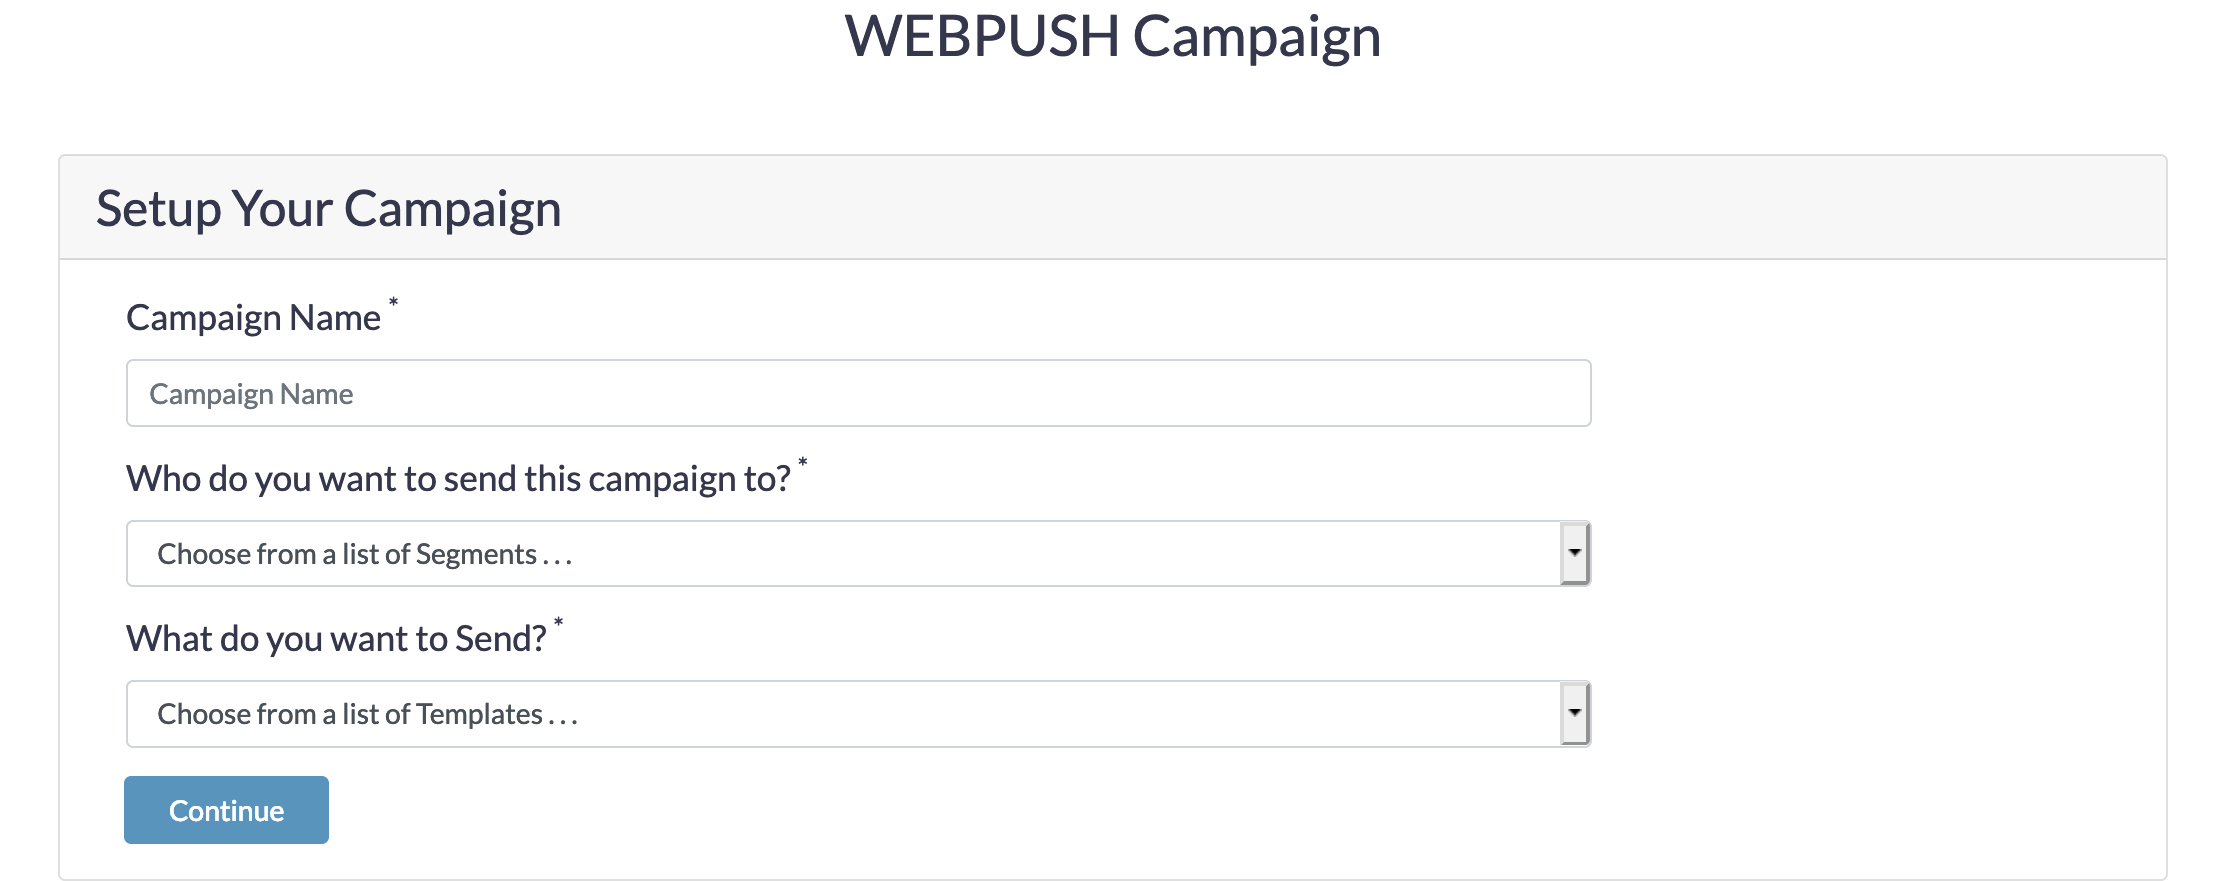 WEBPUSH Campaign
Setup Your Campaign
Campaign Name *
Campaign Name
Who do you want to send this campaign to? *
Choose from a list of Segments . . .
What do you want to Send? *
Choose from a list of Templates . . .
Continue